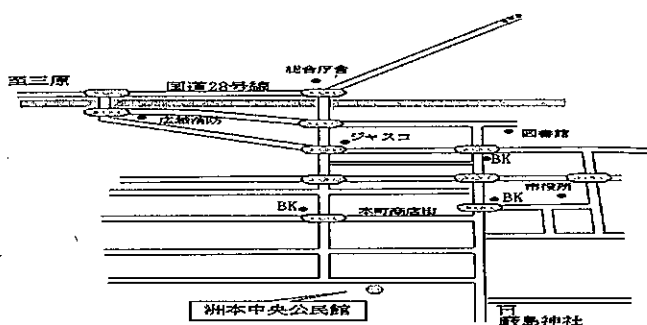 総合庁舎
至三原
国道28号線
広域消防
ジャスコ
図書館
BK
市役所
BK
BK
本町商店街
洲本中央公民館
厳島神社